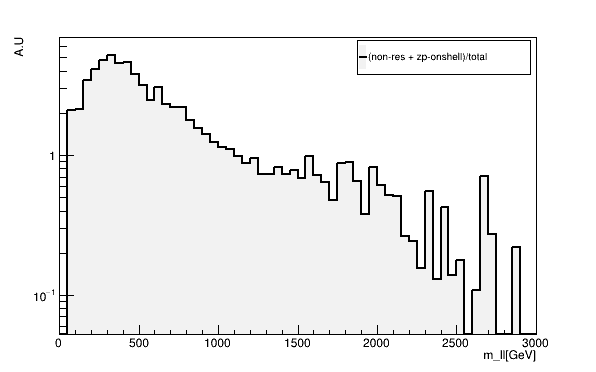 A.U
(non-res + zp-onshell)/total
1
10⁻¹
0 500 1000 1500 2000 2500 3000
m_ll[GeV]